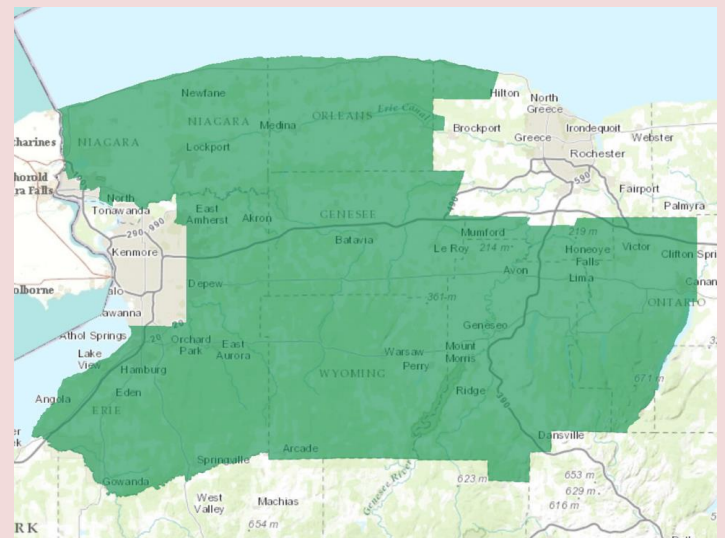 Hilton
North
Greece
Newfane
Erie Canal
ORLEANS
NIAGARA
Medina
Brockport
Greece
Irondequoit
Webster
tharines
NIAGARA
Lockport
Rochester
horold
ra Falls
590
Fairport
North
Tonawanda
East
Amherst
Akron
GENESEE
490
Palmyra
290
990
Batavia
Mumford
219 m
Kenmore
Le Roy
214 m
Honeoye
Falls
Victor
Clifton Spri
Avon
Lima
Canan
olborne
Depew
361 m
ONTARIO
awanna
Athol Springs
20
20
Geneseo
Orchard
Park
East
Aurora
Lake
View
Hamburg
Warsaw
Perry
Mount
Morris
WYOMING
671 m
Angola
Eden
Ridge
390
ERIE
Dansville
Arcade
Springville
Gowanda
Genesee River
623 m
653 m
629 m
616 m
West
Valley
Machias
654 m
RK